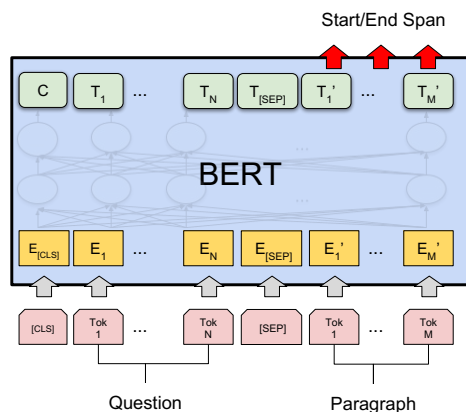 Start/End Span
C T1 ... TN T[SEP] T1’ ... TM’
BERT
E[CLS] E1 ... EN E[SEP] E1’ ... EM’
[CLS] Tok 1 ... Tok N [SEP] Tok 1 ... Tok M
Question Paragraph